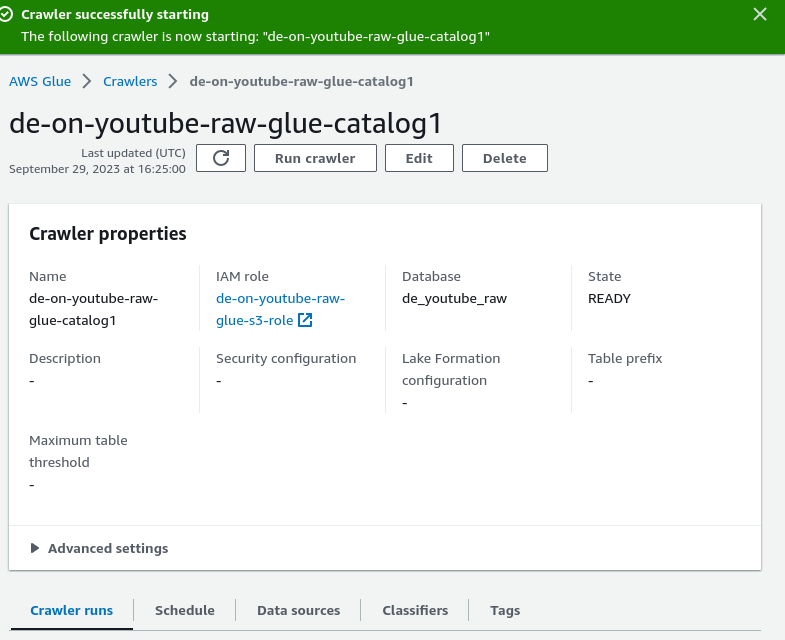 Crawler successfully starting
The following crawler is now starting: "de-on-youtube-raw-glue-catalog1"
AWS Glue
Crawlers
de-on-youtube-raw-glue-catalog1
de-on-youtube-raw-glue-catalog1
Last updated (UTC)
September 29, 2023 at 16:25:00
Run crawler
Edit
Delete
Crawler properties
Name
de-on-youtube-raw-
glue-catalog1
IAM role
de-on-youtube-raw-
glue-s3-role
Database
de_youtube_raw
State
READY
Description
-
Security configuration
-
Lake Formation
configuration
-
Table prefix
-
Maximum table
threshold
-
Advanced settings
Crawler runs
Schedule
Data sources
Classifiers
Tags